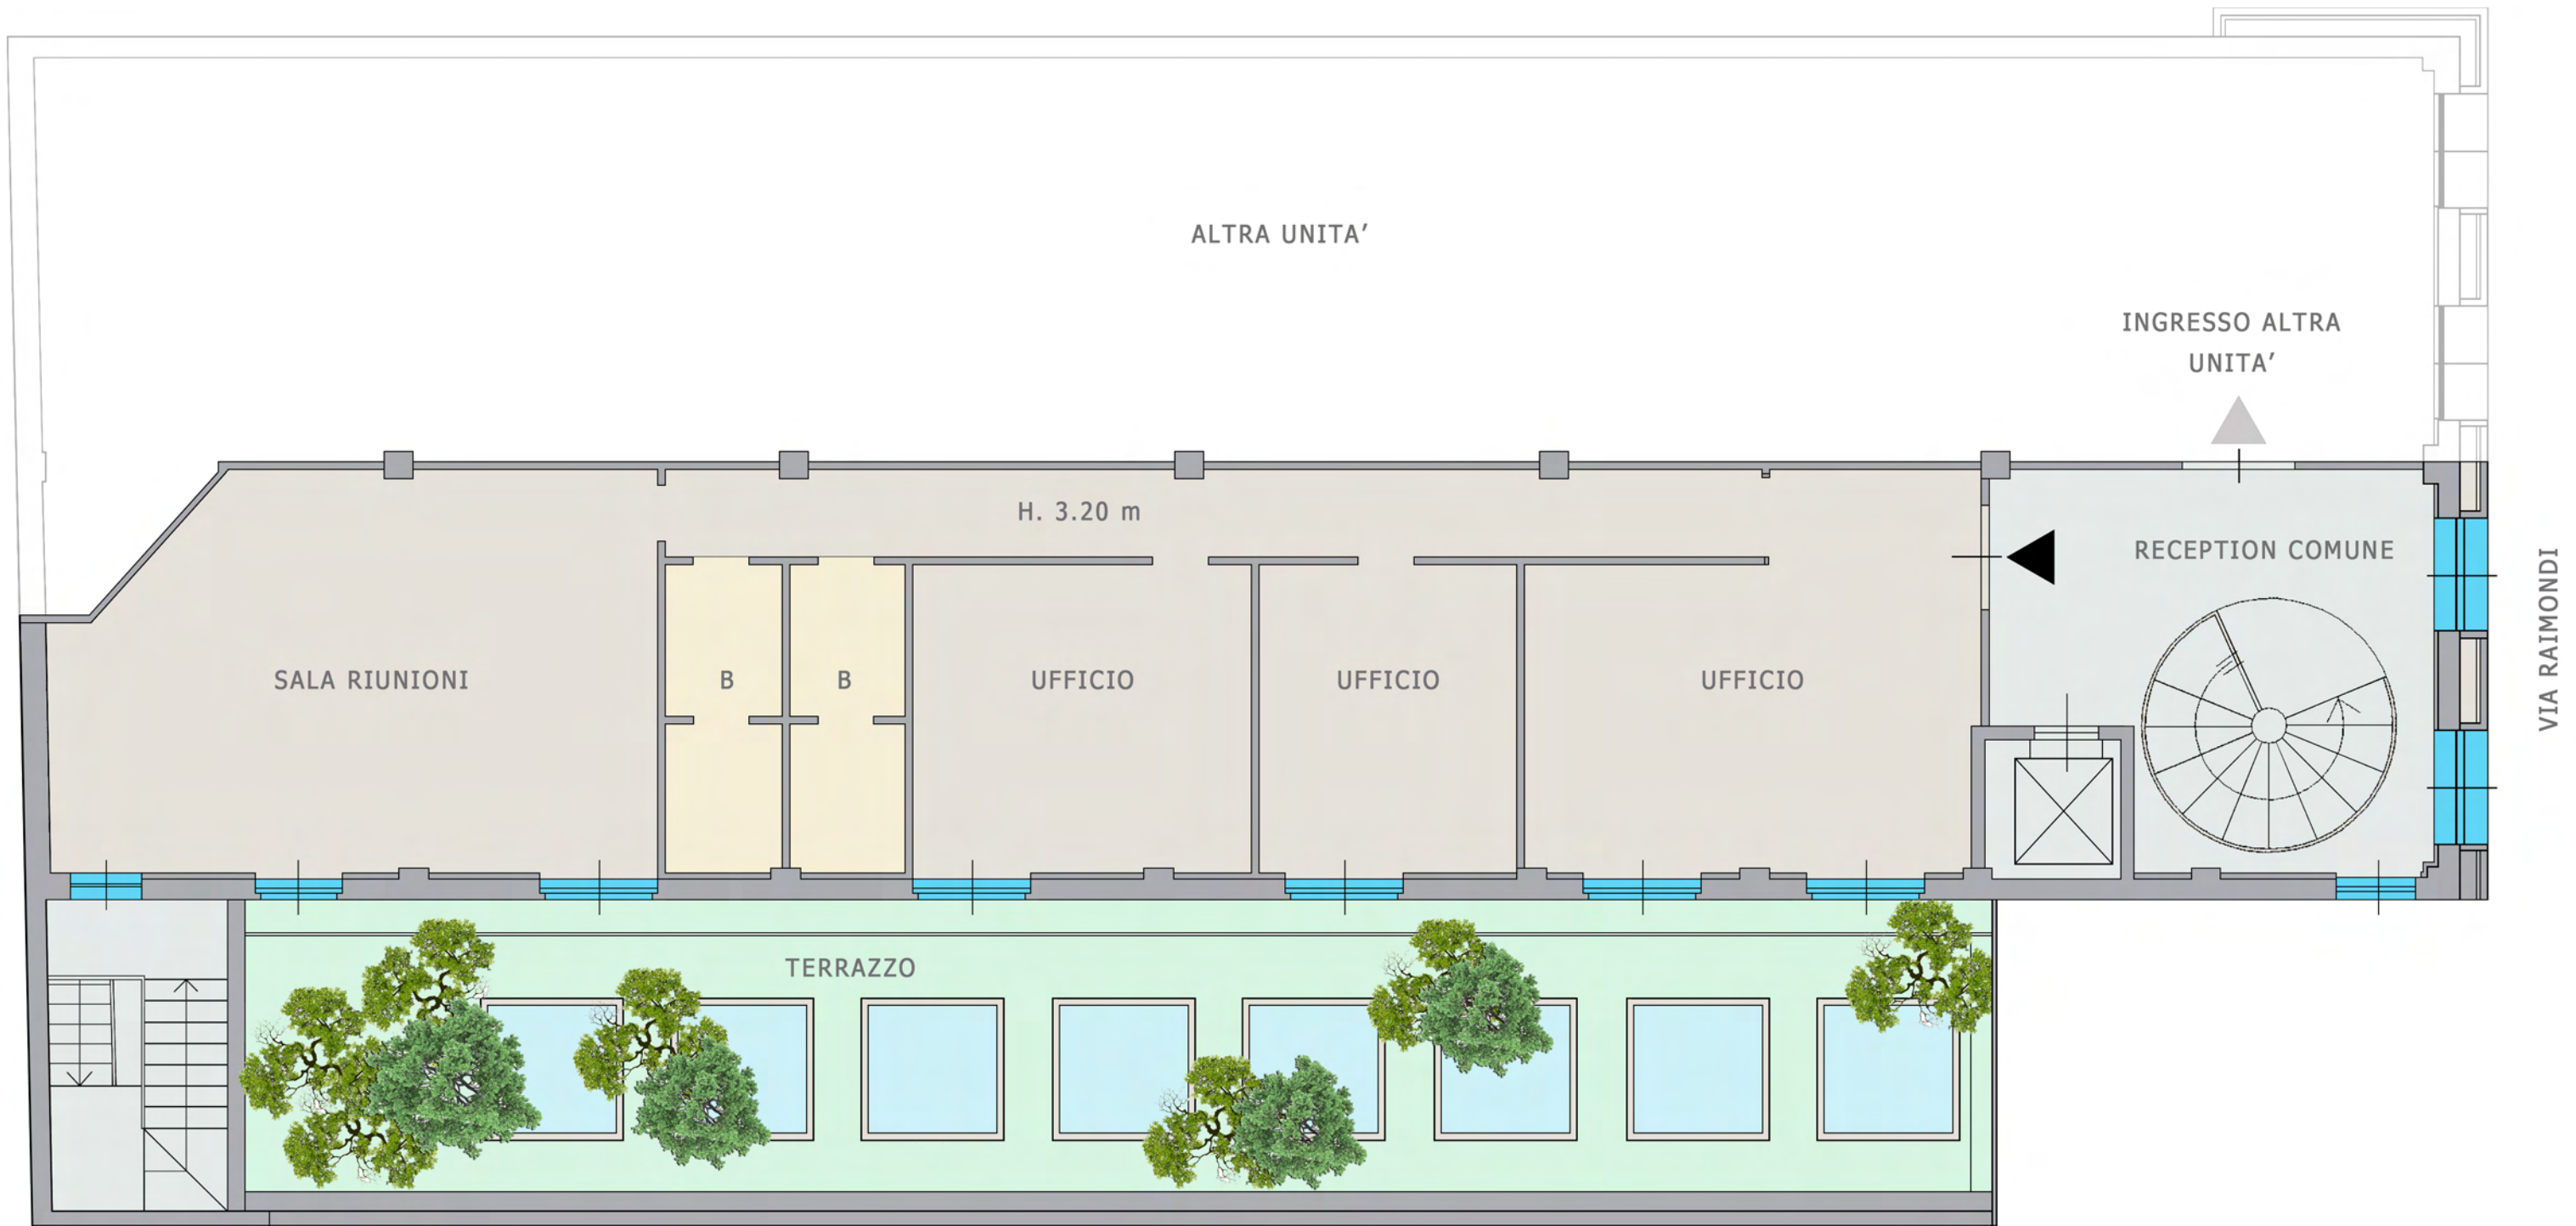 ALTRA UNITA’
INGRESSO ALTRA
UNITA’
H. 3.20 m
RECEPTION COMUNE
SALA RIUNIONI
B
B
UFFICIO
UFFICIO
UFFICIO
VIA RAIMONDI
TERRAZZO